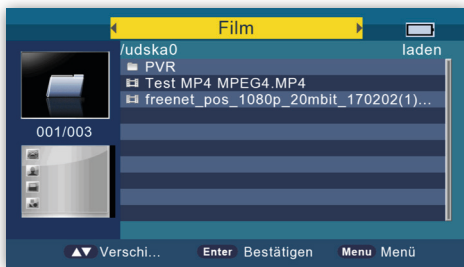 Film
/udska0 laden
PVR
Test MP4 MPEG4.MP4
freenet_pos_1080p_20mbit_170202(1)...
001/003
Verschi... Enter Bestätigen Menu Menü